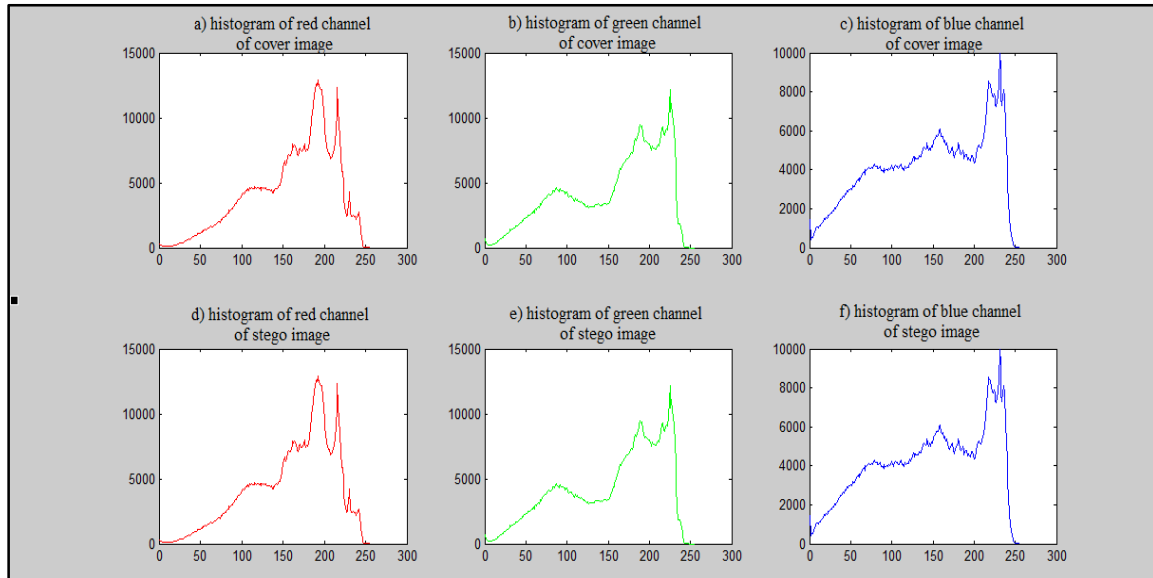 a) histogram of red channel
of cover image
b) histogram of green channel
of cover image
c) histogram of blue channel
of cover image
15000
10000
5000
0
0 50 100 150 200 250 300
15000
10000
5000
0
0 50 100 150 200 250 300
10000
8000
6000
4000
2000
0
0 50 100 150 200 250 300
d) histogram of red channel
of stego image
e) histogram of green channel
of stego image
f) histogram of blue channel
of stego image
15000
10000
5000
0
0 50 100 150 200 250 300
15000
10000
5000
0
0 50 100 150 200 250 300
10000
8000
6000
4000
2000
0
0 50 100 150 200 250 300